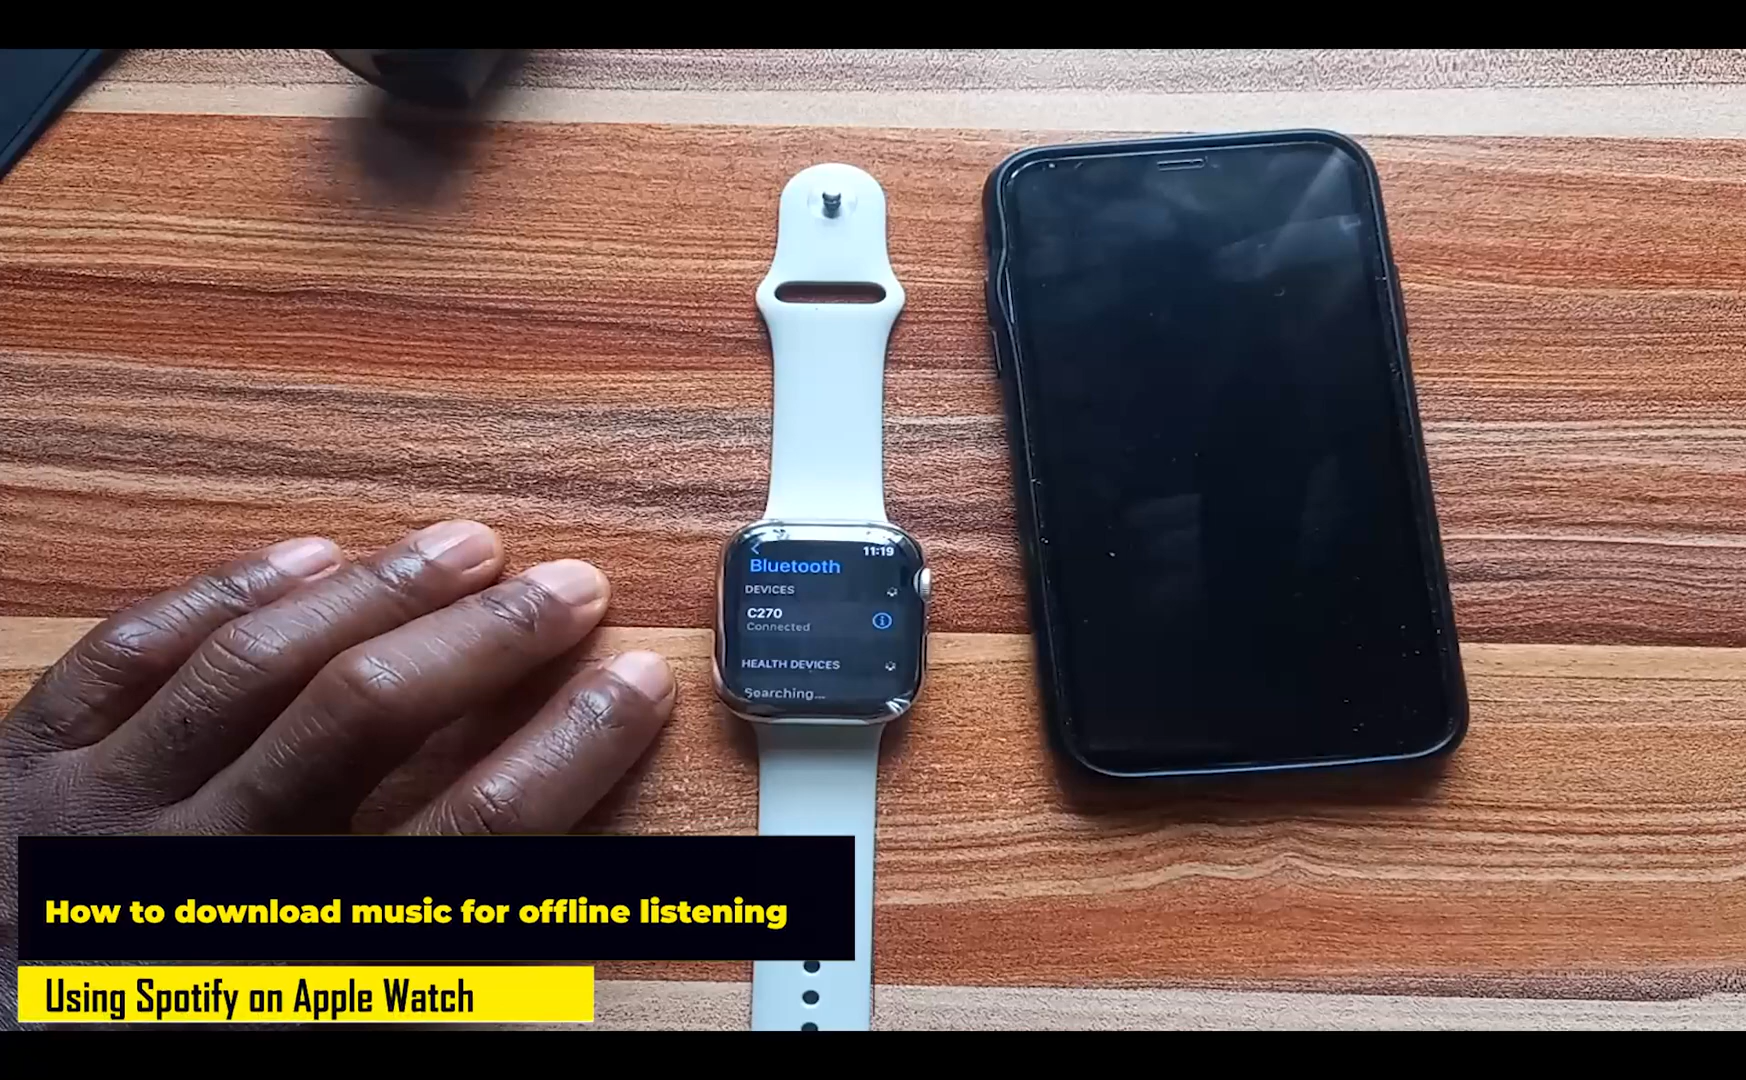 11:19
Bluetooth
DEVICES
C270
Connected
HEALTH DEVICES
Searching...
How to download music for offline listening
Using Spotify on Apple Watch